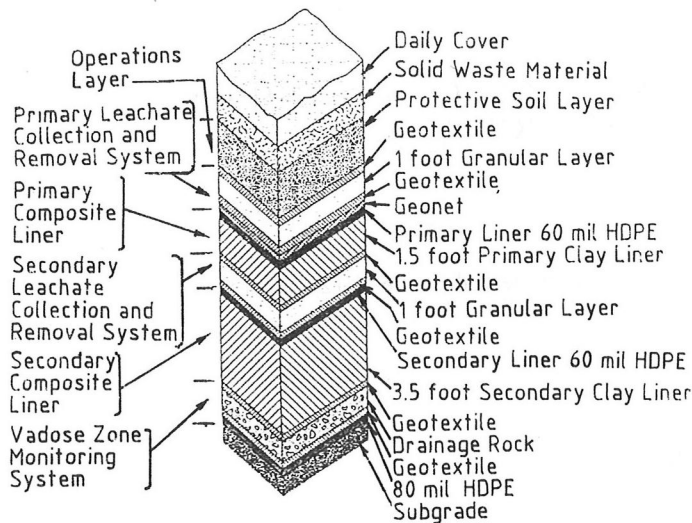 Operations
Layer
Primary Leachate
Collection and
Removal System
Primary
Composite
Liner
Secondary
Leachate
Collection and
Removal System
Secondary
Composite
Liner
Vadose Zone
Monitoring
System
Daily Cover
Solid Waste Material
Protective Soil Layer
Geotextile
1 foot Granular Layer
Geotextile
Geonet
Primary Liner 60 mil HDPE
1.5 foot Primary Clay Liner
Geotextile
1 foot Granular Layer
Geotextile
Secondary Liner 60 mil HDPE
3.5 foot Secondary Clay Liner
Geotextile
Drainage Rock
Geotextile
80 mil HDPE
Subgrade